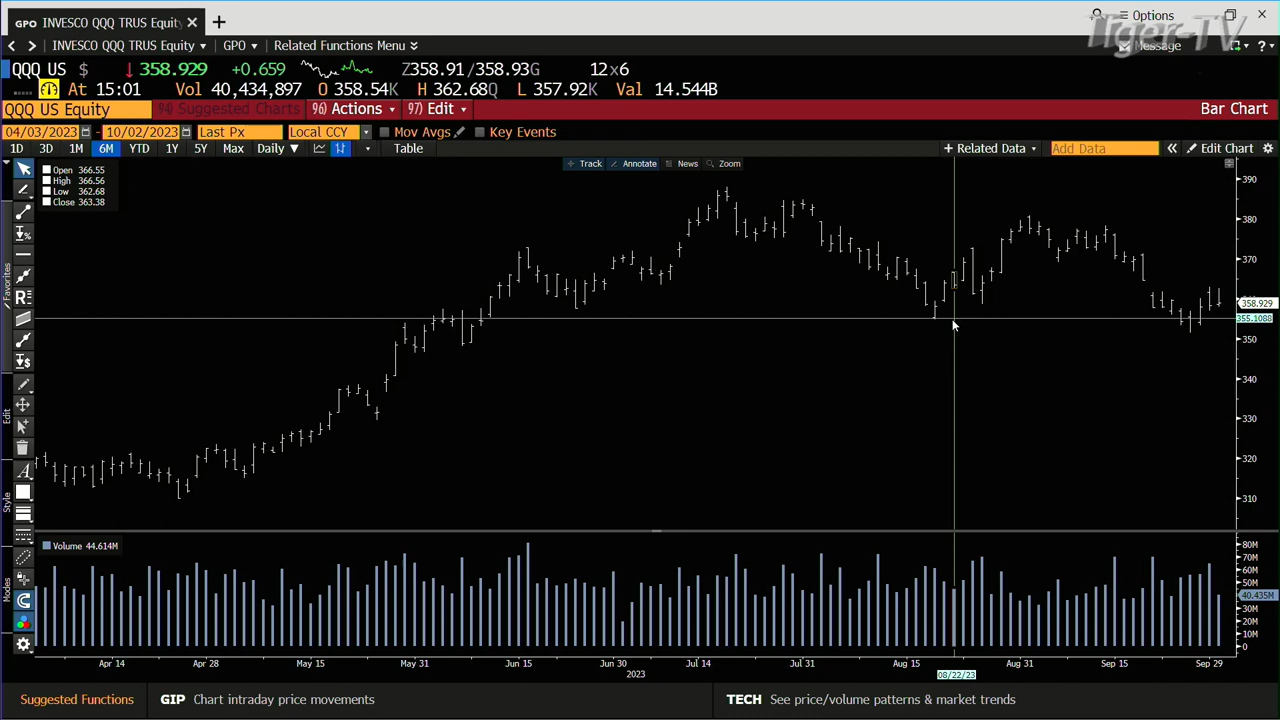 GPO INVESCO QQQ TRUS Equity × +
Options
Tiger-TV
INVESCO QQQ TRUS Equity GPO Related Functions Menu
Message
QQQ US $ ↓ 358.929 +0.659 Z358.91/358.93G 12x6
At 15:01 Vol 40,434,897 O 358.54K H 362.68Q L 357.92K Val 14.544B
QQQ US Equity 94) Suggested Charts 96) Actions 97) Edit Bar Chart
04/03/2023 - 10/02/2023 Last Px Local CCY Mov Avgs Key Events
1D 3D 1M 6M YTD 1Y 5Y Max Daily ▼ Table + Related Data Add Data « Edit Chart
Track Annotate News Zoom
Open 366.55
High 366.56
Low 362.68
Close 363.38
390
380
370
358.929
355.1088
350
340
330
320
310
Favorites
Edit
Style
Modes
Volume 44.614M
80M
70M
60M
50M
40.435M
30M
20M
10M
0
Apr 14 Apr 28 May 15 May 31 Jun 15 Jun 30 Jul 14 Jul 31 Aug 15 Aug 31 Sep 15 Sep 29
2023
08/22/23
Suggested Functions GIP Chart intraday price movements TECH See price/volume patterns & market trends